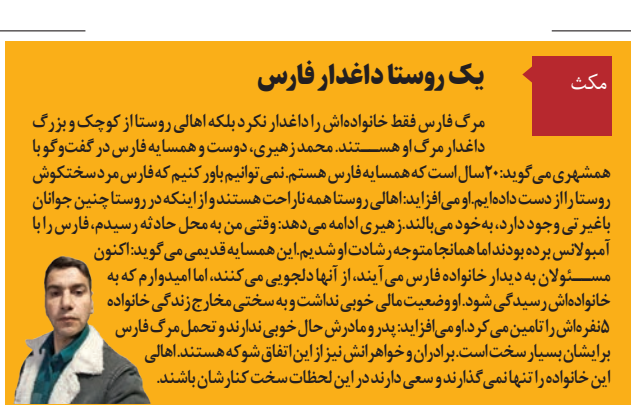 مکث
یک روستا داغدار فارس
مرگ فارس فقط خانواده‌اش را داغدار نکرد بلکه اهالی روستا از کوچک و بزرگ
داغدار مرگ او هســـتند. محمد زهیری، دوست و همسایه فارس در گفت‌وگو با
همشهری می‌گوید: ۲۰سال است که همسایه فارس هستم. نمی‌توانیم باور کنیم که فارس مرد سختکوش
روستا را از دست داده‌ایم. او می‌افزاید: اهالی روستا همه ناراحت هستند و از اینکه در روستا چنین جوانان
باغیرتی وجود دارد، به‌خود می‌بالند. زهیری ادامه می‌دهد: وقتی من به محل حادثه رسیدم، فارس را با
آمبولانس برده بودند اما همانجا متوجه رشادت او شدیم. این همسایه قدیمی می‌گوید: اکنون
مســـئولان به دیدار خانواده فارس می‌آیند، از آنها دلجویی می‌کنند، اما امیدوارم که به
خانواده‌اش رسیدگی شود. او وضعیت مالی خوبی نداشت و به سختی مخارج زندگی خانواده
۵نفره‌اش را تامین می‌کرد. او می‌افزاید: پدر و مادرش حال خوبی ندارند و تحمل مرگ فارس
برایشان بسیار سخت است. برادران و خواهرانش نیز از این اتفاق شوکه هستند. اهالی
این خانواده را تنها نمی‌گذارند و سعی دارند در این لحظات سخت کنارشان باشند.